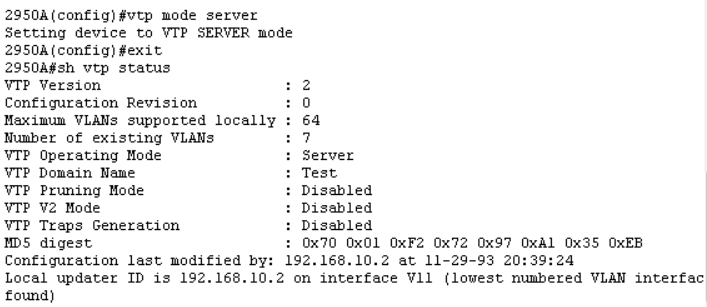 2950A(config)#vtp mode server
Setting device to VTP SERVER mode
2950A(config)#exit
2950A#sh vtp status
VTP Version                     : 2
Configuration Revision          : 0
Maximum VLANs supported locally : 64
Number of existing VLANs        : 7
VTP Operating Mode              : Server
VTP Domain Name                 : Test
VTP Pruning Mode                : Disabled
VTP V2 Mode                     : Disabled
VTP Traps Generation            : Disabled
MD5 digest                      : 0x70 0x01 0xF2 0x72 0x97 0xA1 0x35 0xEB
Configuration last modified by: 192.168.10.2 at 11-29-93 20:39:24
Local updater ID is 192.168.10.2 on interface Vl1 (lowest numbered VLAN interfac
found)